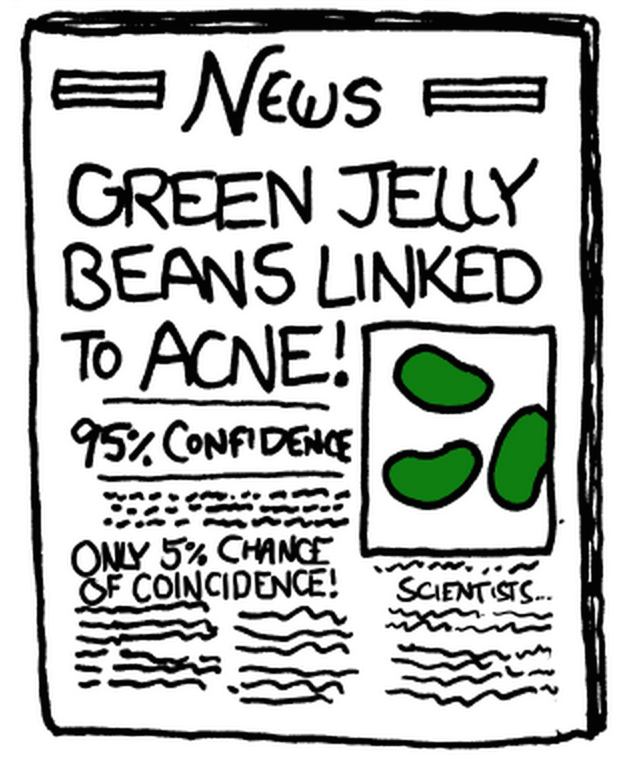 News
GREEN JELLY
BEANS LINKED
TO ACNE!
95% CONFIDENCE
ONLY 5% CHANCE
OF COINCIDENCE!
SCIENTISTS...